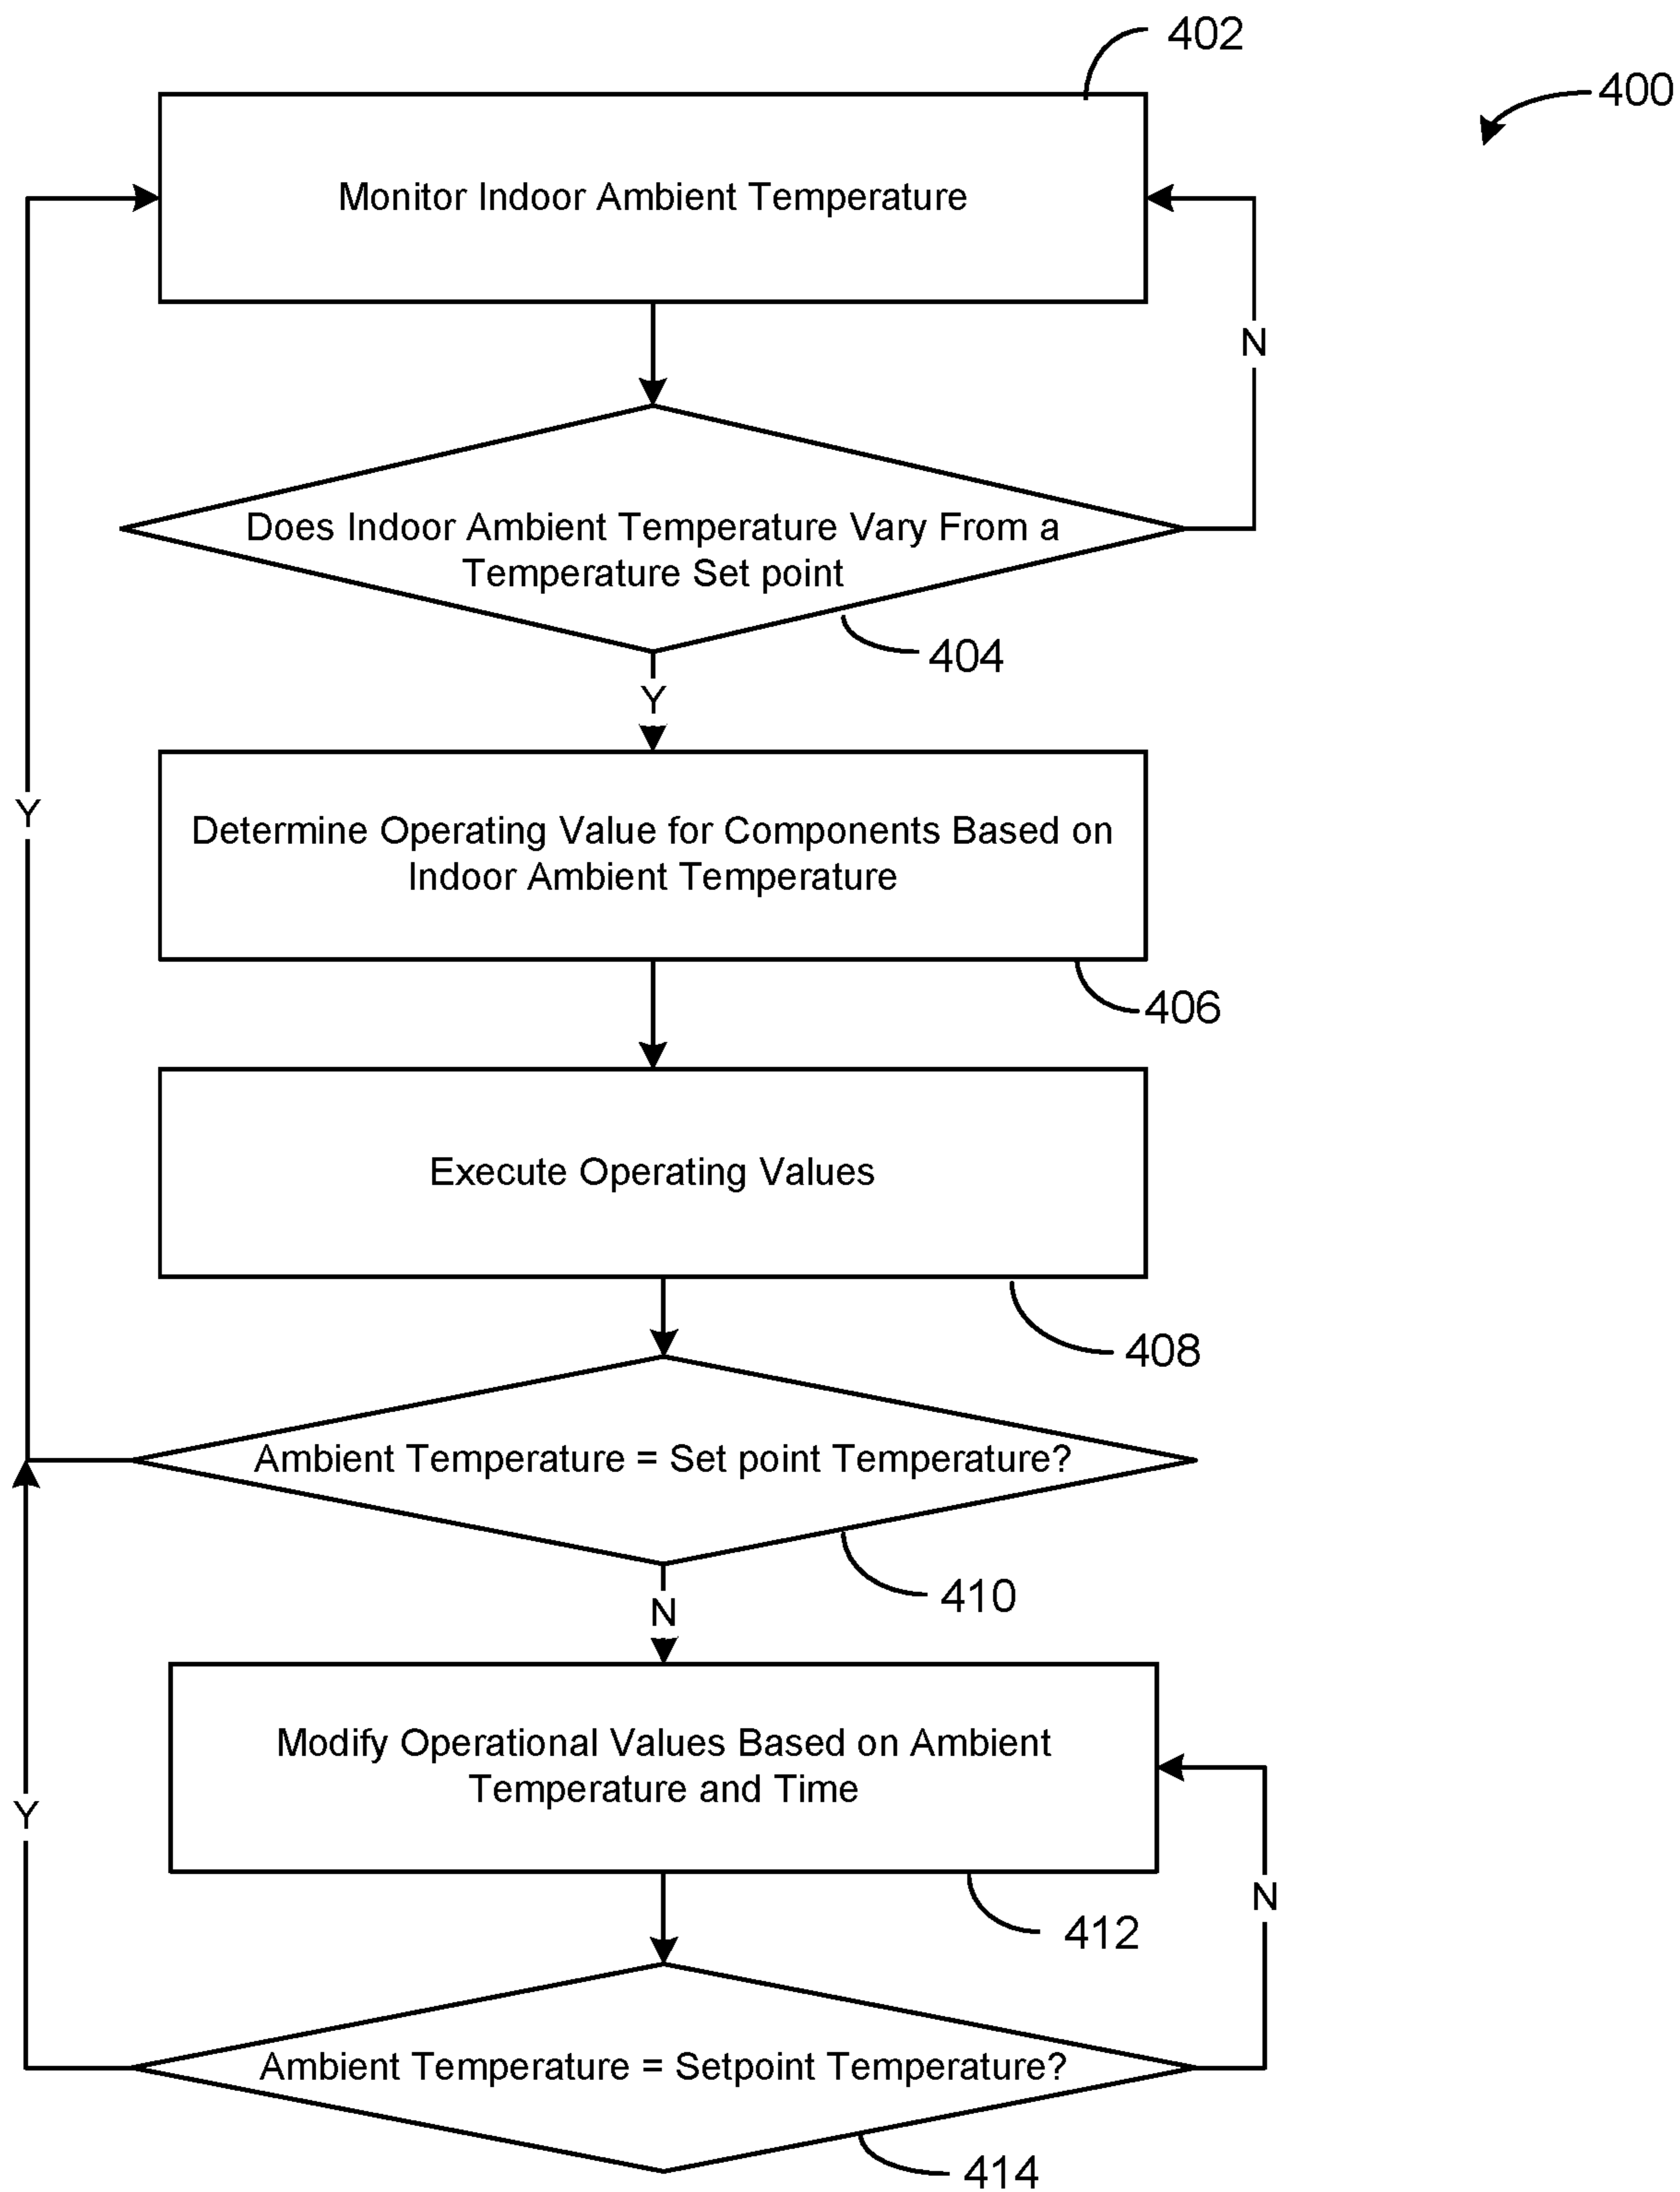 402
400
Monitor Indoor Ambient Temperature
N
Does Indoor Ambient Temperature Vary From a
Temperature Set point
404
Y
Y
Determine Operating Value for Components Based on
Indoor Ambient Temperature
406
Execute Operating Values
408
Ambient Temperature = Set point Temperature?
410
N
Modify Operational Values Based on Ambient
Temperature and Time
Y
N
412
Ambient Temperature = Setpoint Temperature?
414